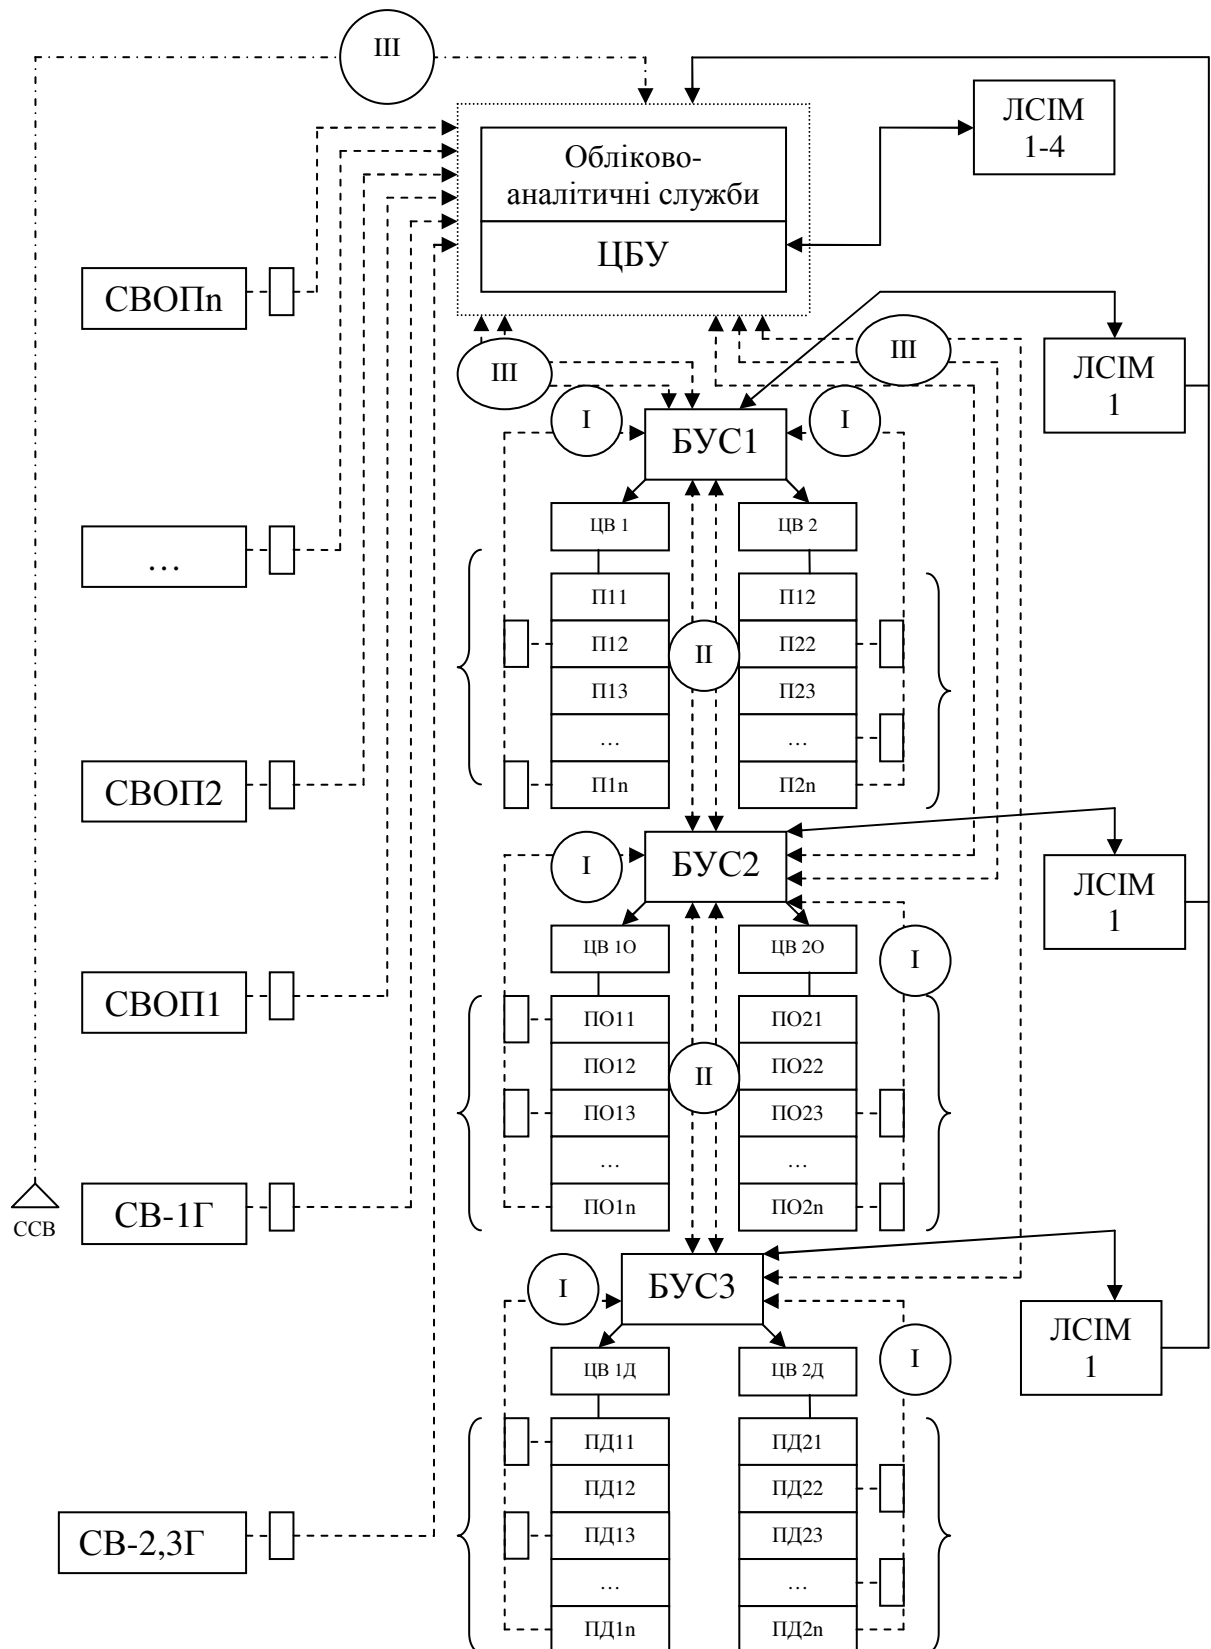 III
ЛСІМ
1-4
Обліково-
аналітичні служби
ЦБУ
СВОПn
III
III
ЛСІМ
1
I
I
БУС1
ЦВ 1
ЦВ 2
…
П11
П12
П12
П22
II
П13
П23
…
…
П1n
П2n
СВОП2
I
БУС2
ЛСІМ
1
ЦВ 1О
ЦВ 2О
I
СВОП1
ПО11
ПО21
ПО12
ПО22
II
ПО13
ПО23
…
…
ПО1n
ПО2n
СВ-1Г
ССВ
I
БУС3
ЛСІМ
1
ЦВ 1Д
ЦВ 2Д
I
ПД11
ПД21
ПД12
ПД22
ПД13
ПД23
СВ-2,3Г
…
…
ПД1n
ПД2n